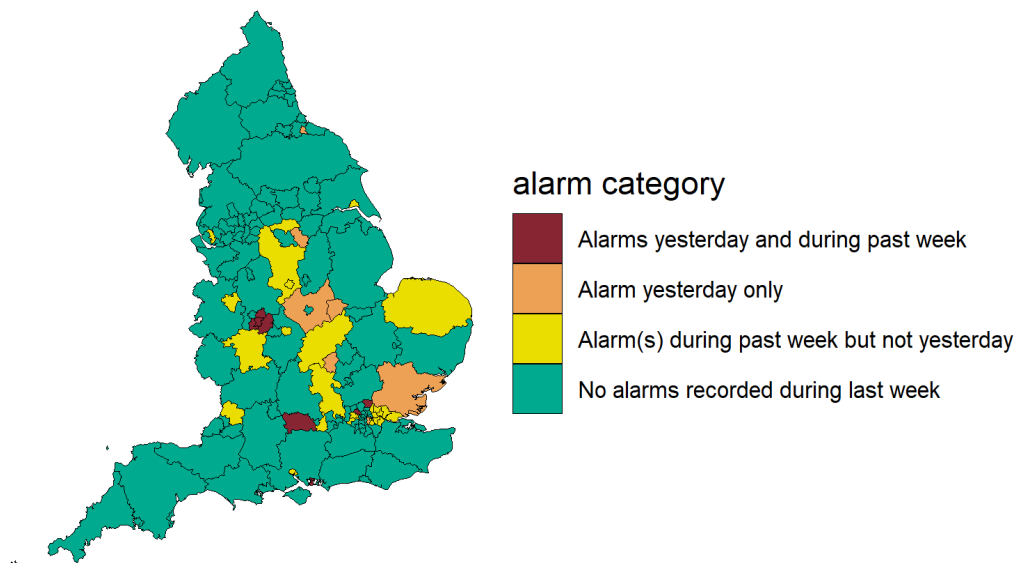 alarm category
Alarms yesterday and during past week
Alarm yesterday only
Alarm(s) during past week but not yesterday
No alarms recorded during last week